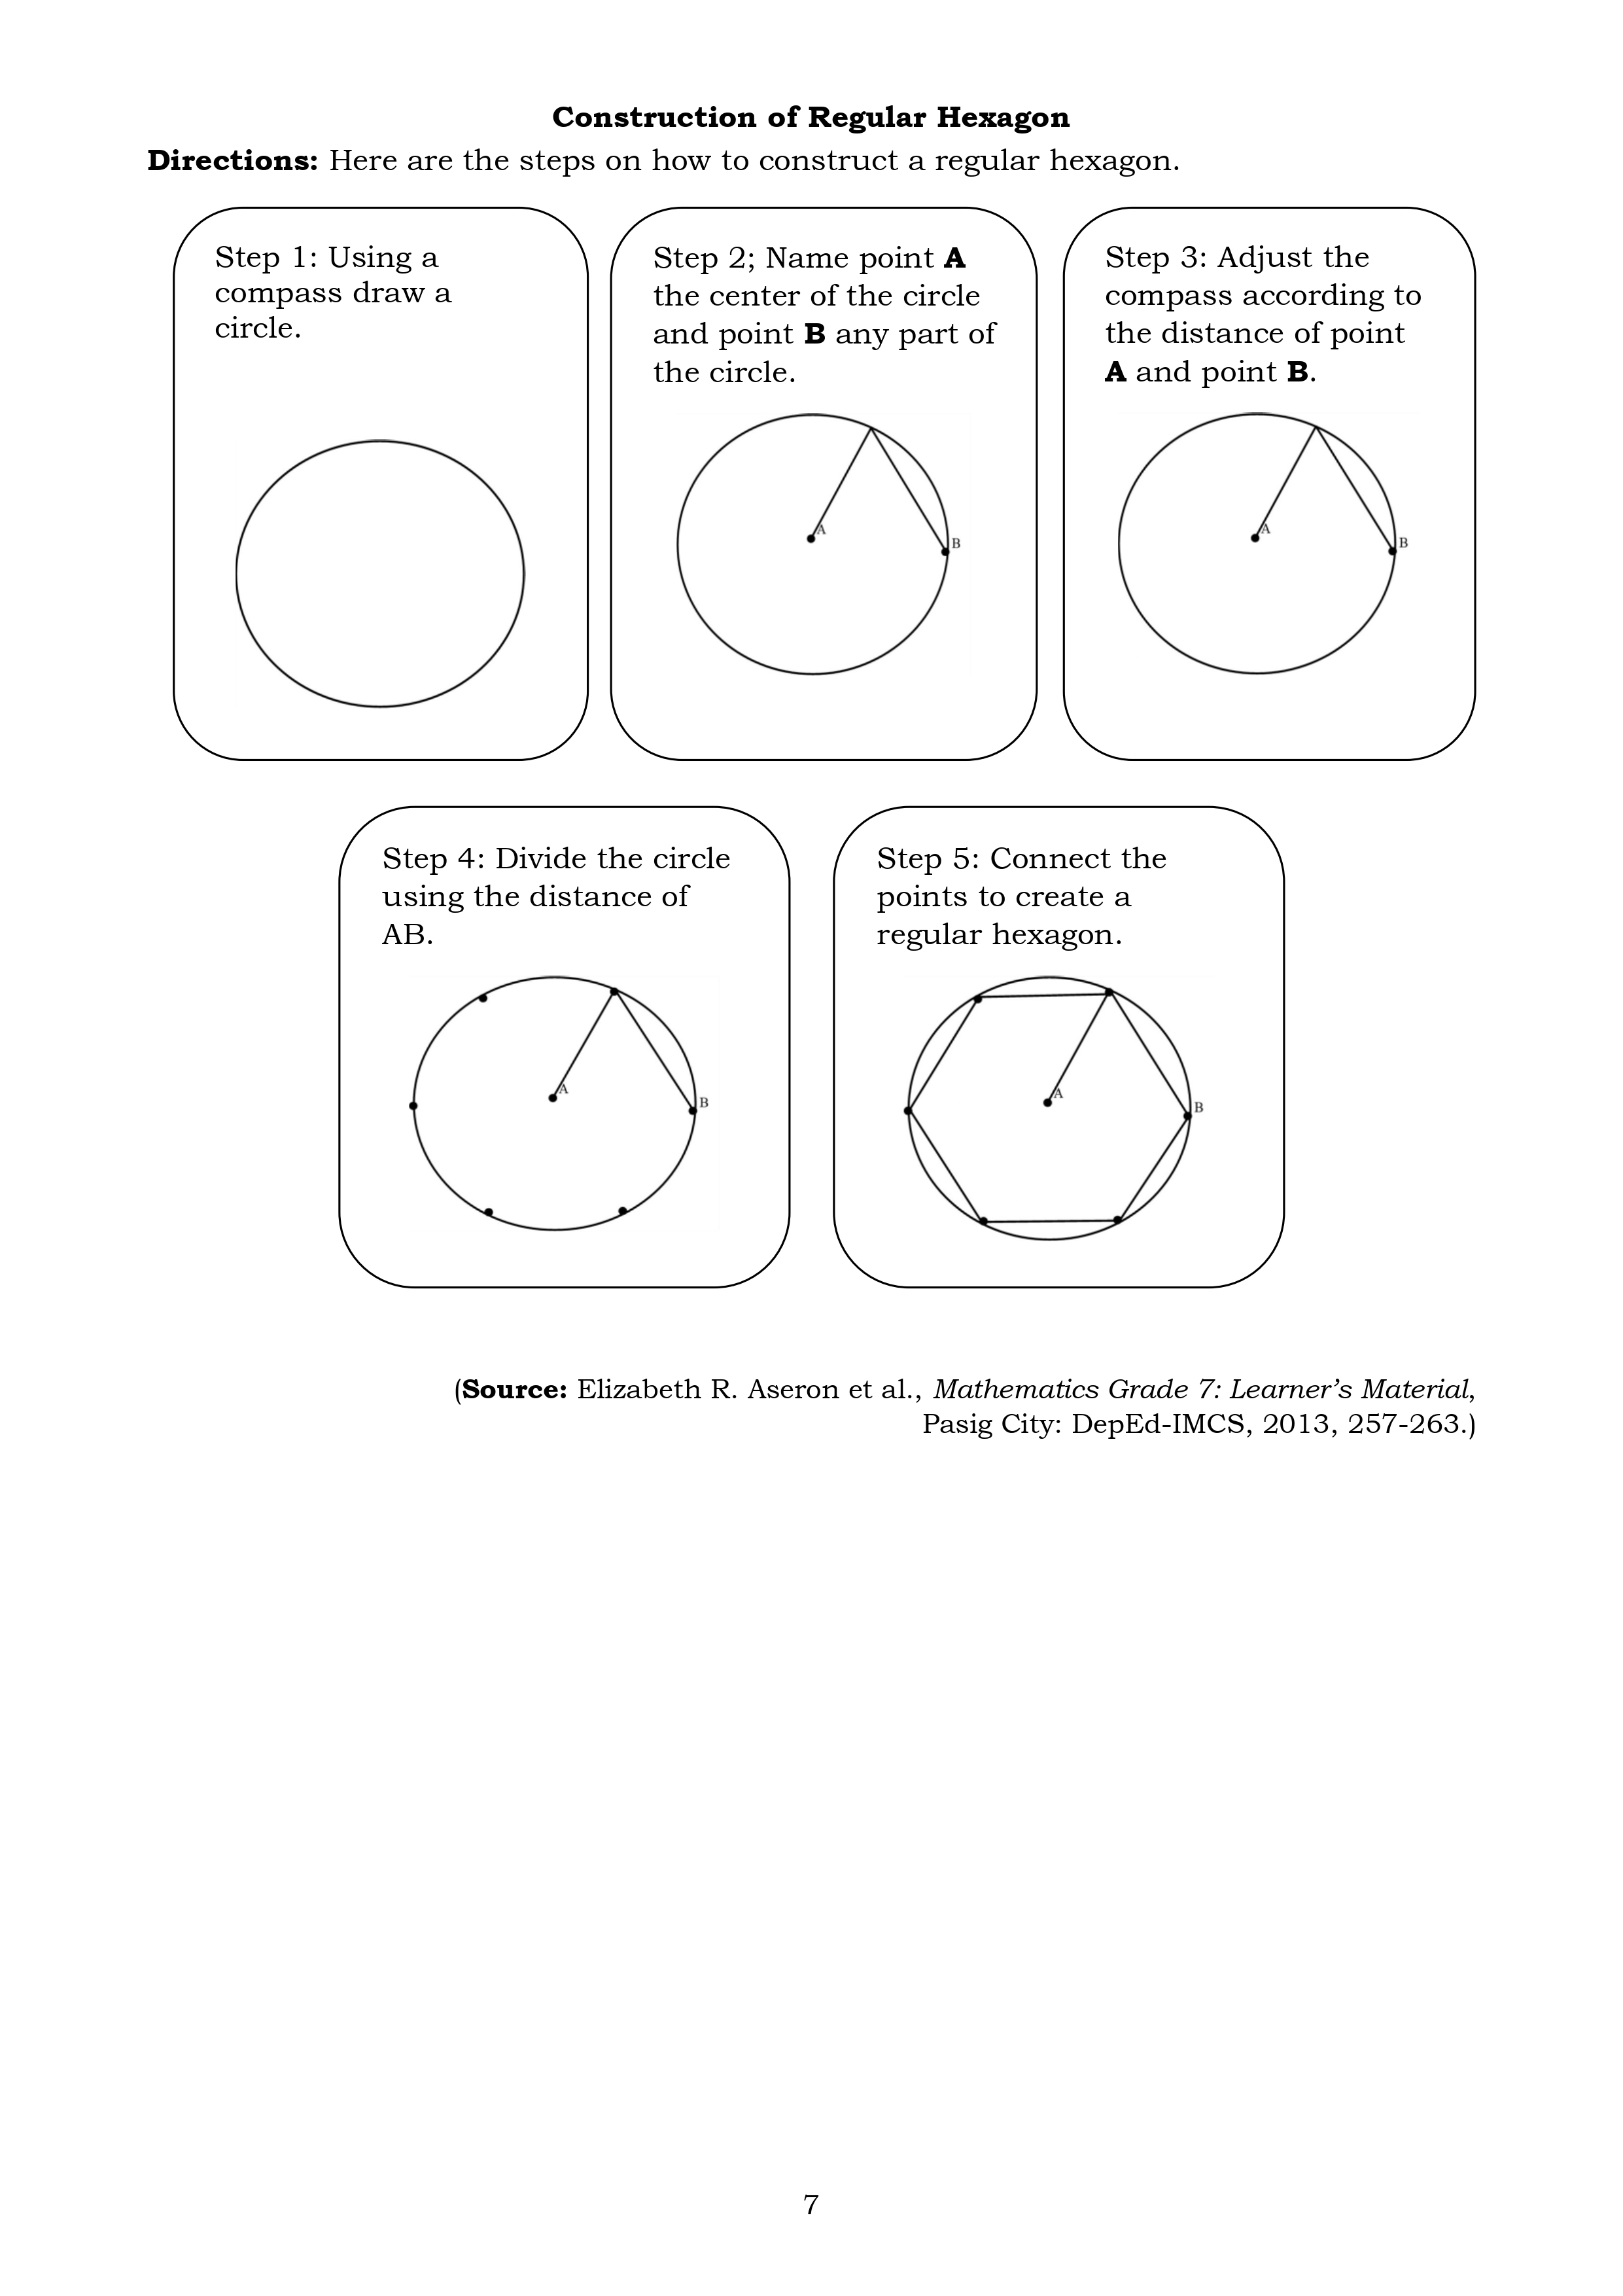 Construction of Regular Hexagon
Directions: Here are the steps on how to construct a regular hexagon.
Step 1: Using a
compass draw a
circle.
Step 2; Name point A
the center of the circle
and point B any part of
the circle.
A
B
Step 3: Adjust the
compass according to
the distance of point
A and point B.
A
B
Step 4: Divide the circle
using the distance of
AB.
A
B
Step 5: Connect the
points to create a
regular hexagon.
A
B
(Source: Elizabeth R. Aseron et al., Mathematics Grade 7: Learner’s Material,
Pasig City: DepEd-IMCS, 2013, 257-263.)
7